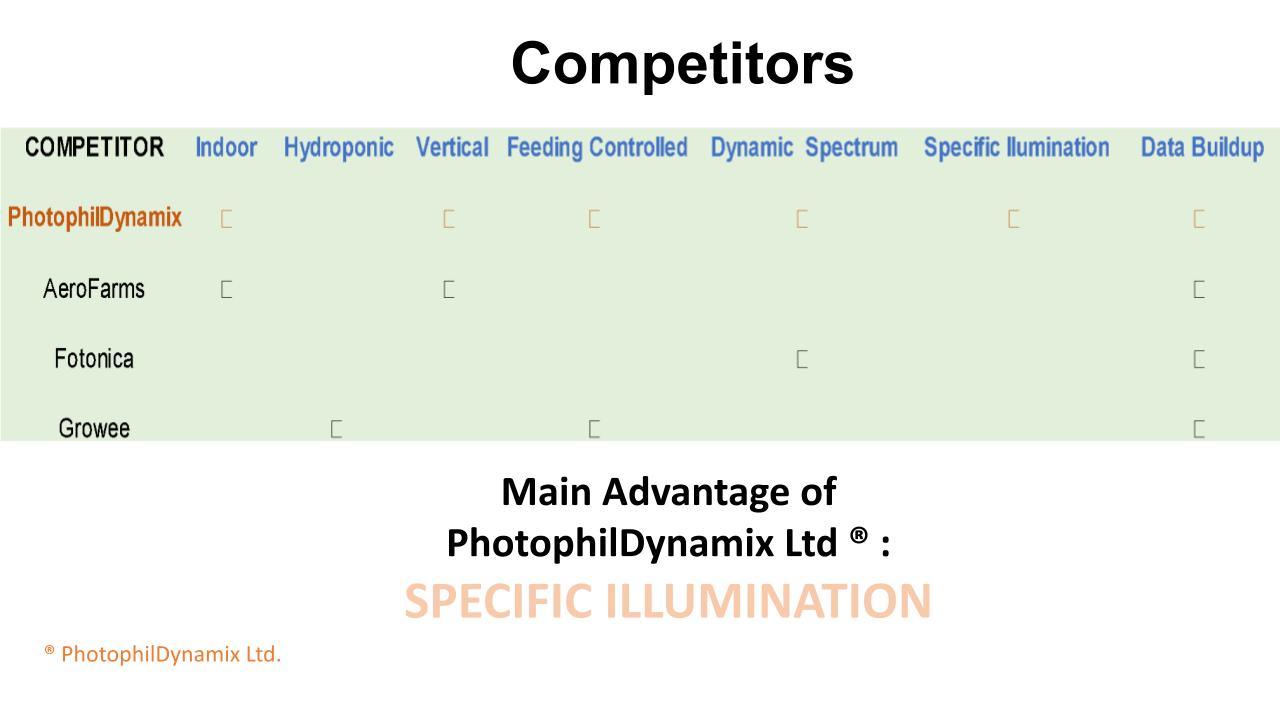 Competitors
COMPETITOR Indoor Hydroponic Vertical Feeding Controlled Dynamic Spectrum Specific Ilumination Data Buildup
PhotophilDynamix □ □ □ □ □ □
AeroFarms □ □ □
Fotonica □ □
Growee □ □ □
Main Advantage of
PhotophilDynamix Ltd ® :
SPECIFIC ILLUMINATION
® PhotophilDynamix Ltd.